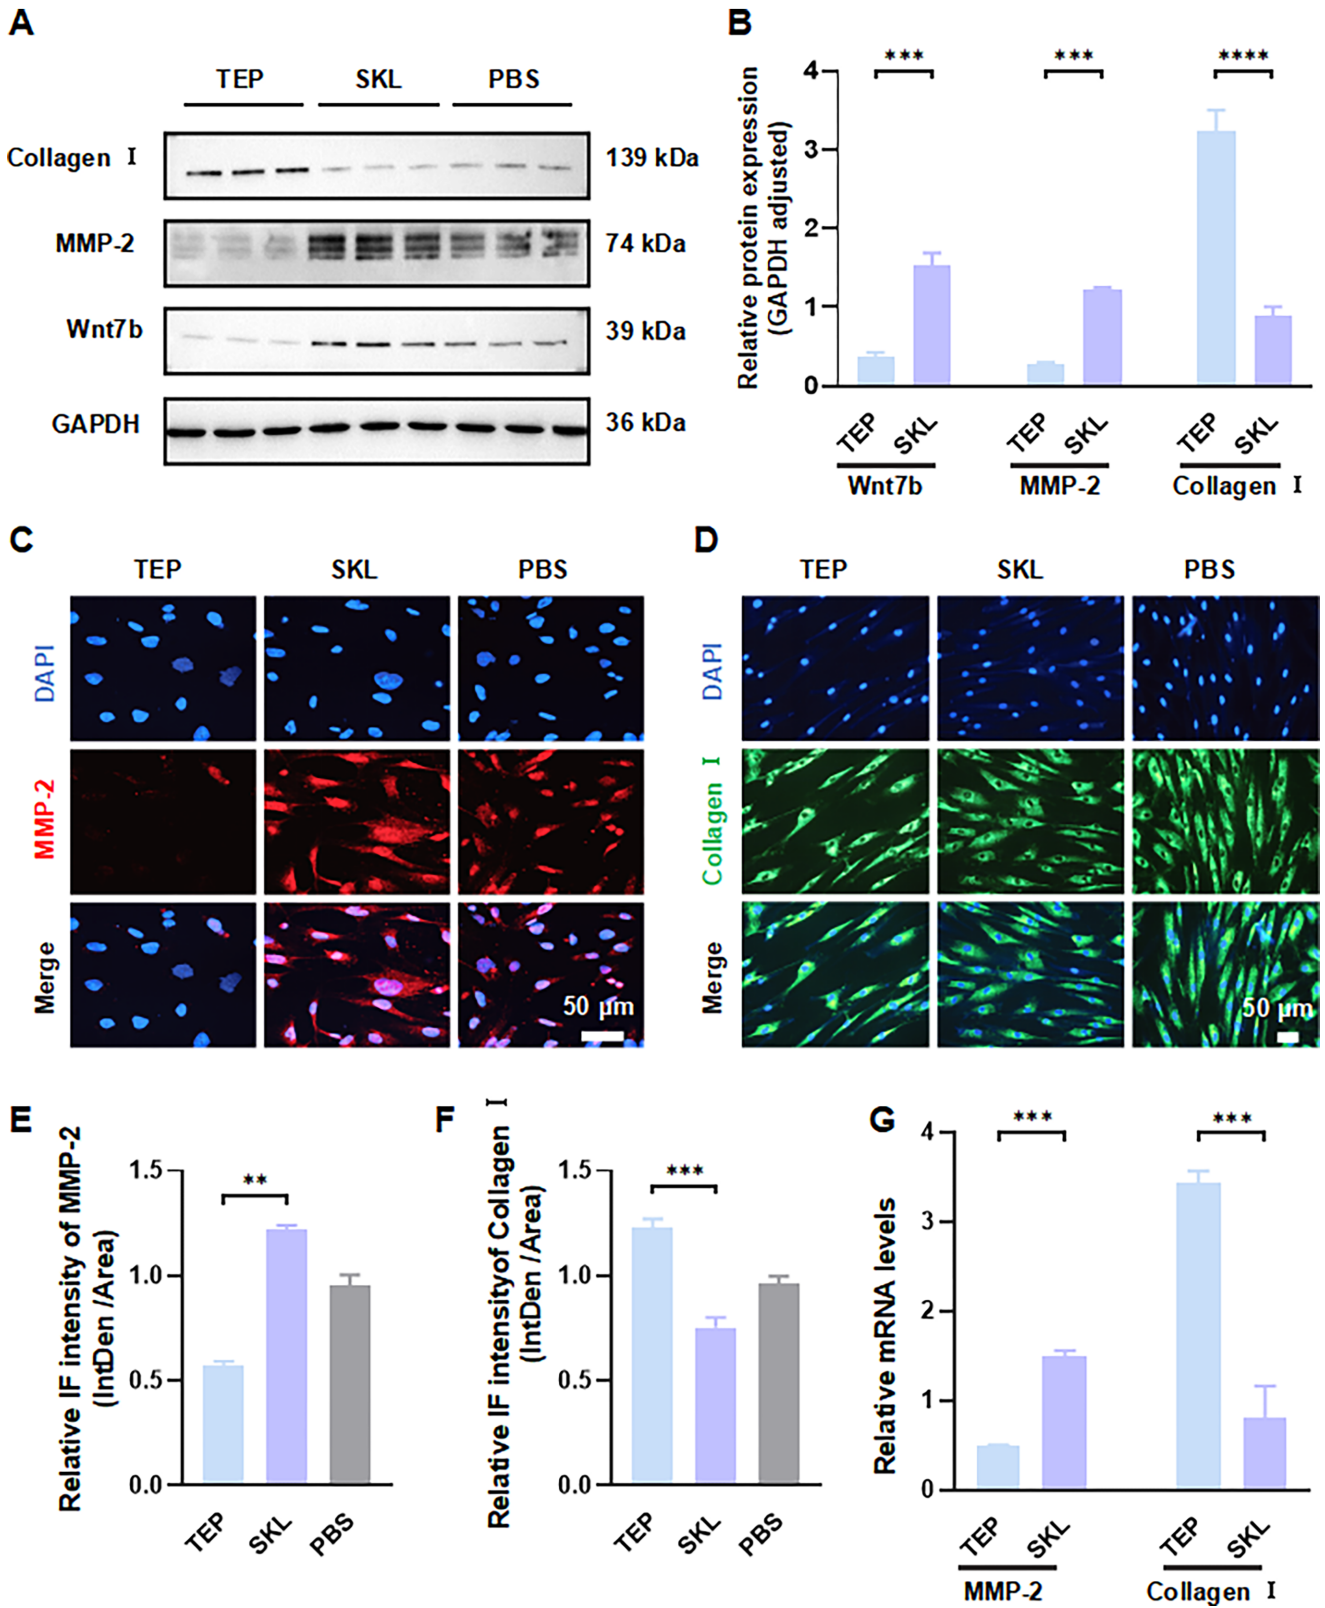 A
TEP SKL PBS
Collagen I 139 kDa
MMP-2 74 kDa
Wnt7b 39 kDa
GAPDH 36 kDa
B
Relative protein expression
(GAPDH adjusted)
*** *** ****
4
3
2
1
0
TEP SKL TEP SKL TEP SKL
Wnt7b MMP-2 Collagen I
C
TEP SKL PBS
DAPI
MMP-2
Merge
50 µm
D
TEP SKL PBS
DAPI
Collagen I
Merge
50 µm
E
Relative IF intensity of MMP-2
(IntDen /Area)
**
1.5
1.0
0.5
0.0
TEP SKL PBS
F
Relative IF intensityof Collagen I
(IntDen /Area)
***
1.5
1.0
0.5
0.0
TEP SKL PBS
G
Relative mRNA levels
*** ***
4
3
2
1
0
TEP SKL TEP SKL
MMP-2 Collagen I